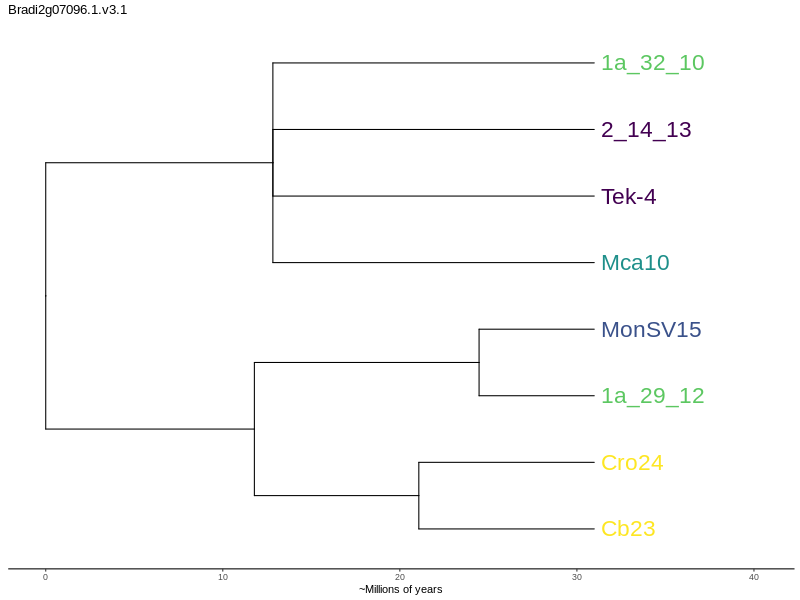 Bradi2g07096.1.v3.1
1a_32_10
2_14_13
Tek-4
Mca10
MonSV15
1a_29_12
Cro24
Cb23
0 10 20 30 40
~Millions of years